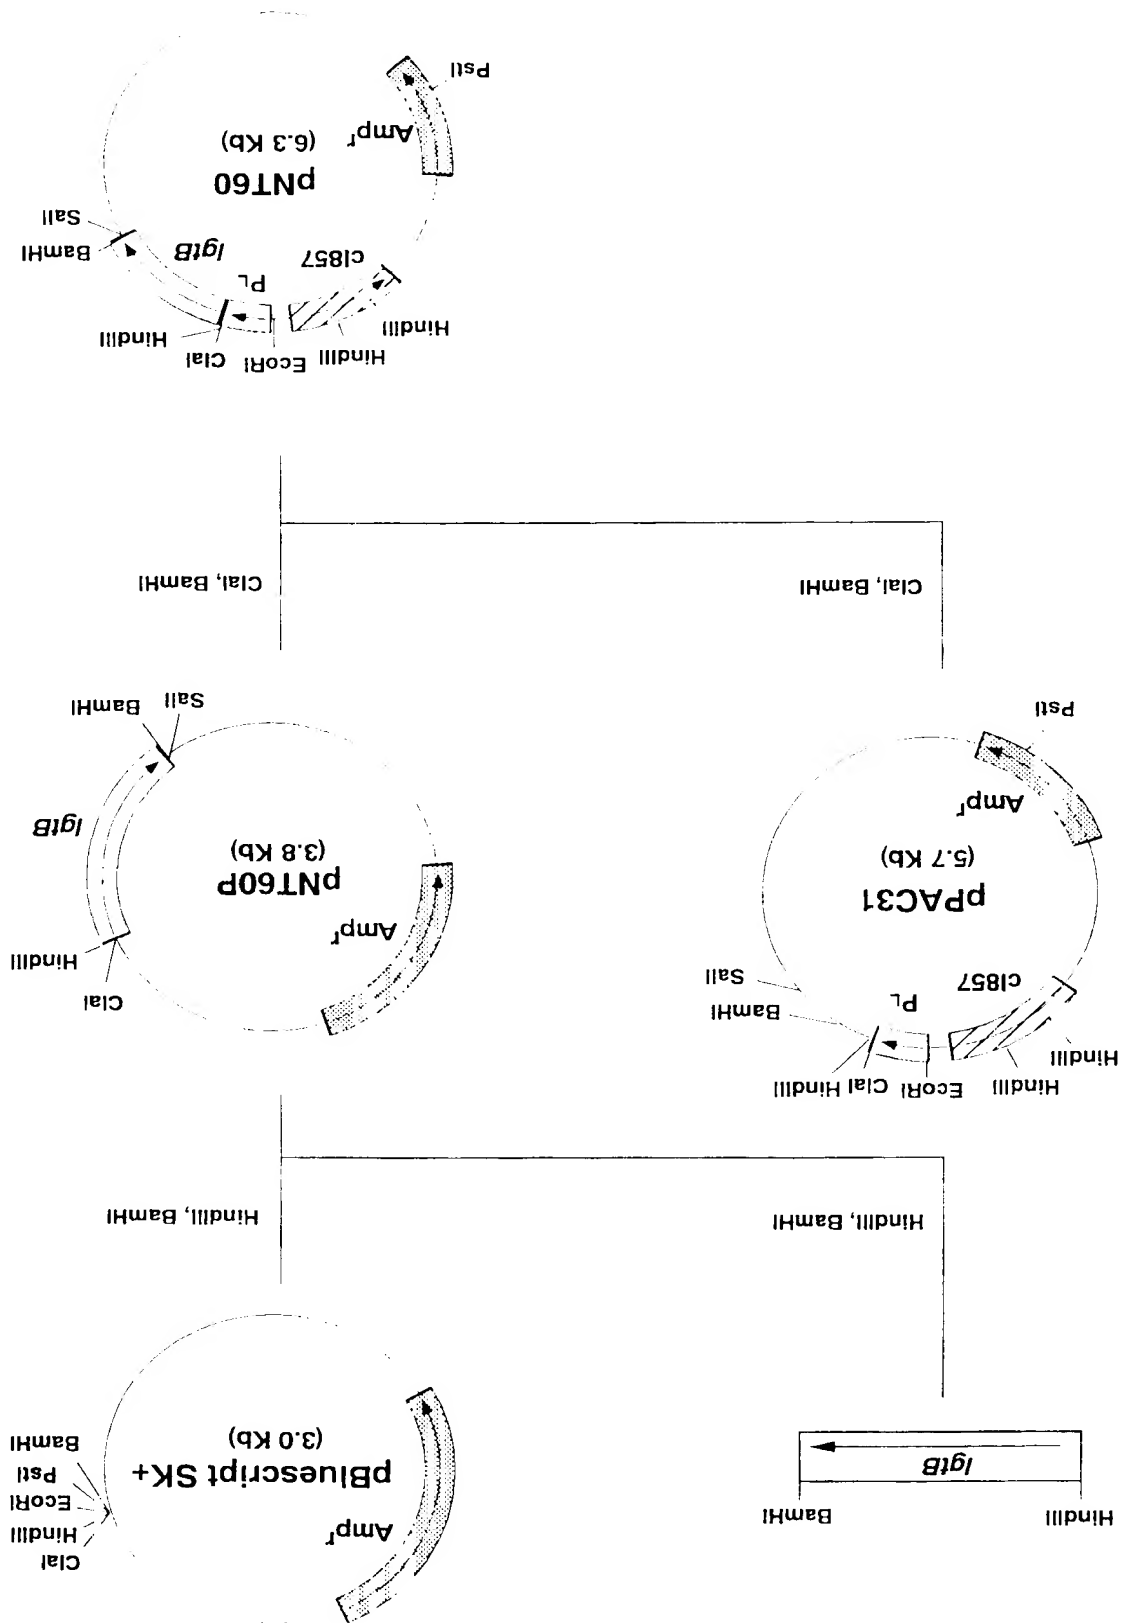 HindIII
BamHI
lgtB
Amp^r
pBluescript SK+
(3.0 Kb)
ClaI
HindIII
EcoRI
PstI
BamHI
HindIII, BamHI
HindIII, BamHI
HindIII
HindIII
EcoRI
ClaI
HindIII
BamHI
SalI
cI857
P_L
pPAC31
(5.7 Kb)
Amp^r
PstI
Amp^r
pNT60P
(3.8 Kb)
ClaI
HindIII
lgtB
BamHI
SalI
ClaI, BamHI
ClaI, BamHI
HindIII
HindIII
EcoRI
ClaI
HindIII
cI857
P_L
lgtB
BamHI
SalI
pNT60
(6.3 Kb)
Amp^r
PstI